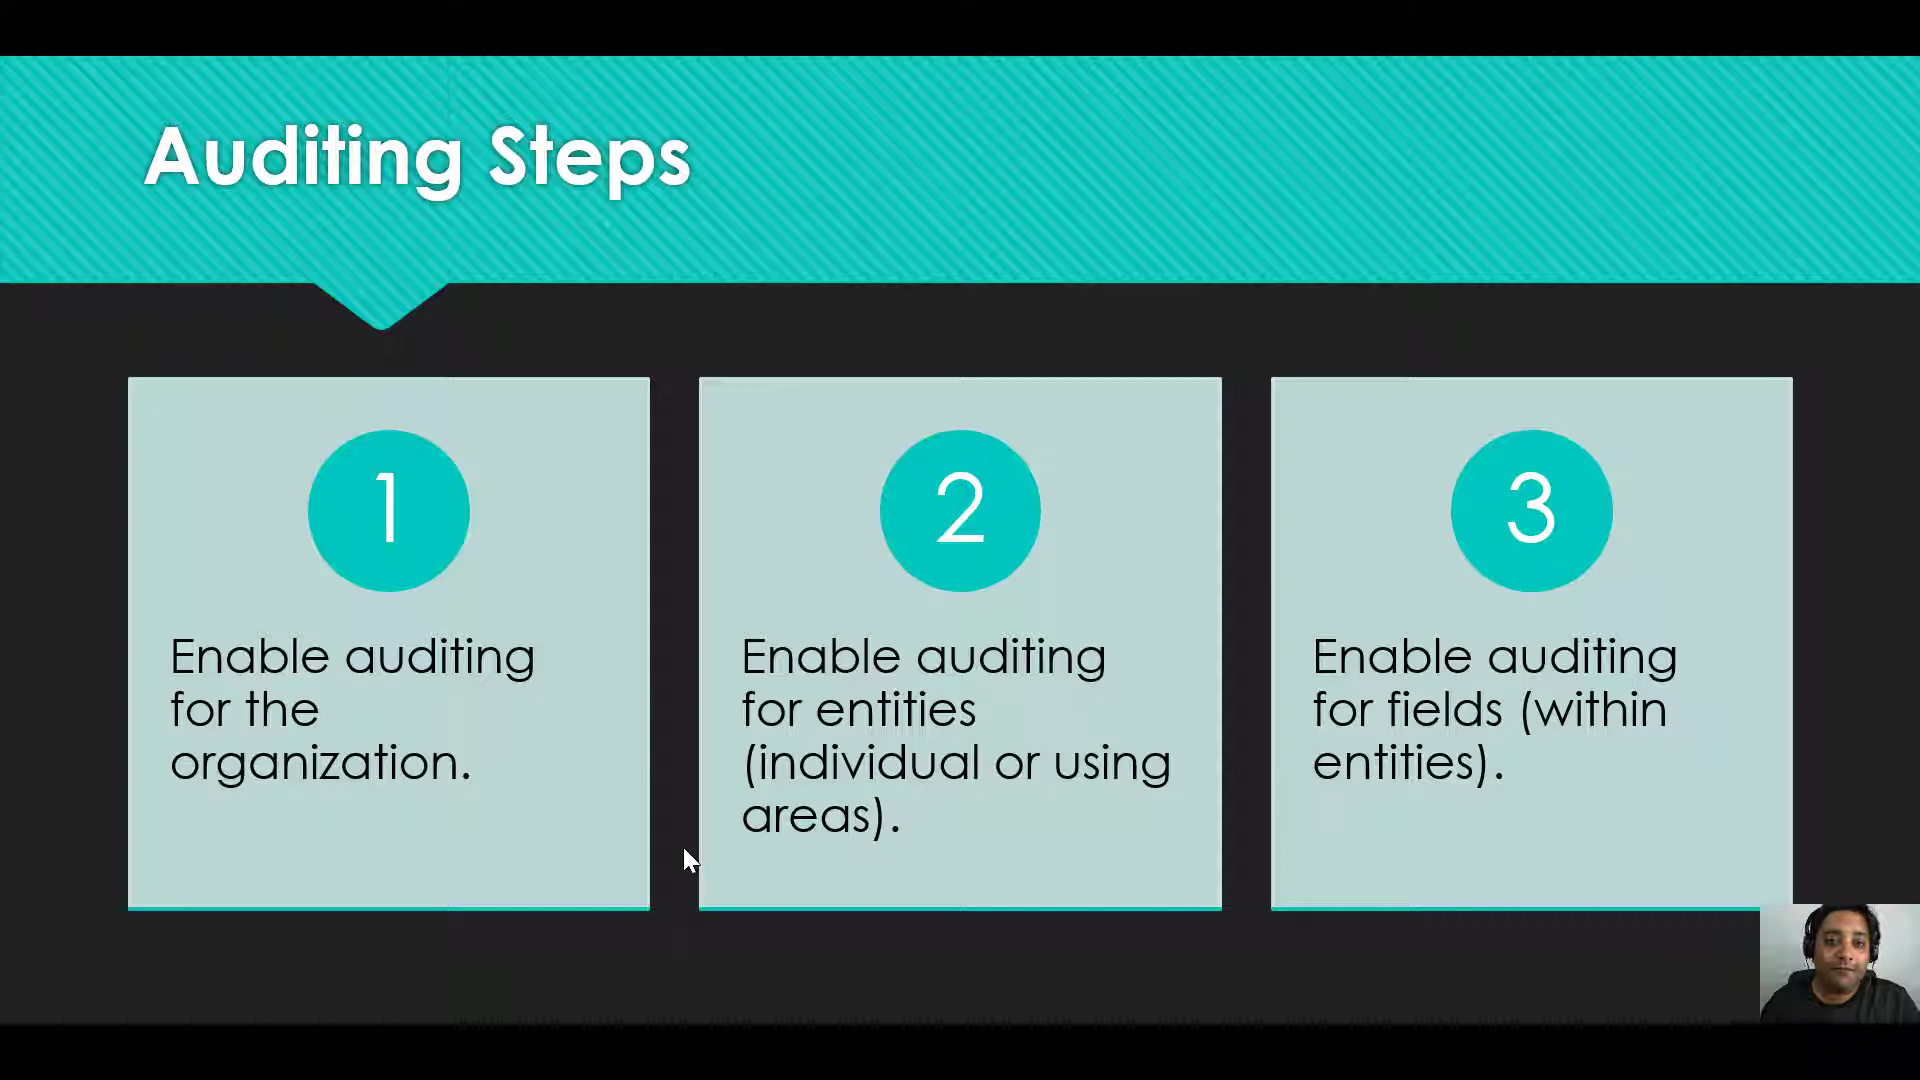 Auditing Steps
1
Enable auditing
for the
organization.
2
Enable auditing
for entities
(individual or using
areas).
3
Enable auditing
for fields (within
entities).